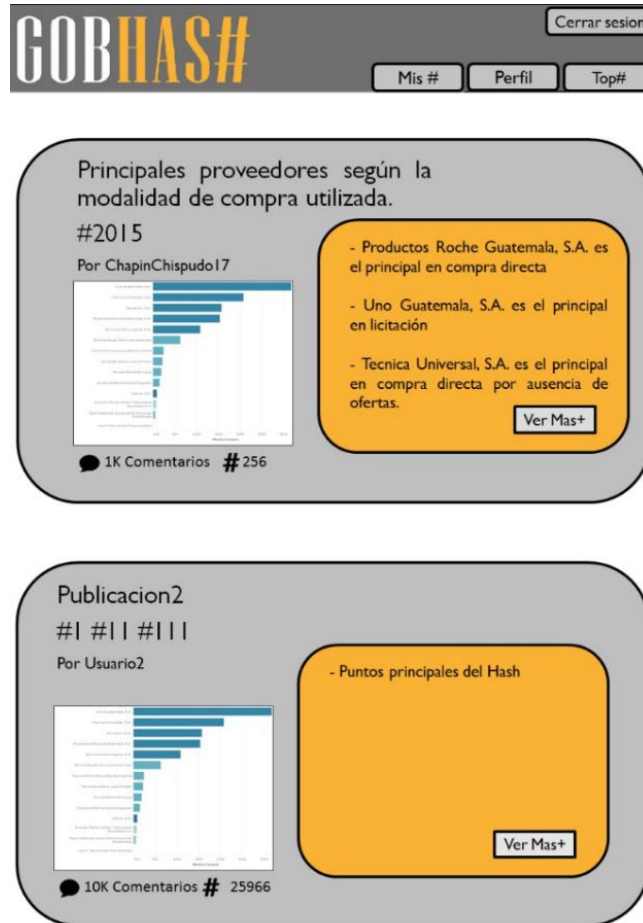 GOBHAS#
Cerrar sesion
Mis #
Perfil
Top#
Principales proveedores según la
modalidad de compra utilizada.
#2015
Por ChapinChispudo17
- Productos Roche Guatemala, S.A. es
el principal en compra directa
- Uno Guatemala, S.A. es el principal
en licitación
- Tecnica Universal, S.A. es el principal
en compra directa por ausencia de
ofertas.
Ver Mas+
1K Comentarios #256
Publicacion2
#I #II #III
Por Usuario2
- Puntos principales del Hash
Ver Mas+
10K Comentarios # 25966